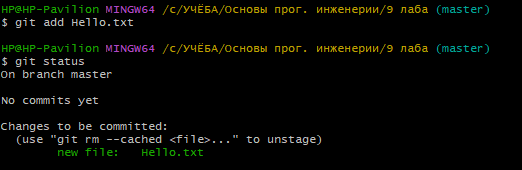 HP@HP-Pavilion MINGW64 /c/УЧЁБА/Основы прог. инженерии/9 лаба (master)
$ git add Hello.txt
HP@HP-Pavilion MINGW64 /c/УЧЁБА/Основы прог. инженерии/9 лаба (master)
$ git status
On branch master
No commits yet
Changes to be committed:
  (use "git rm --cached <file>..." to unstage)
        new file:   Hello.txt